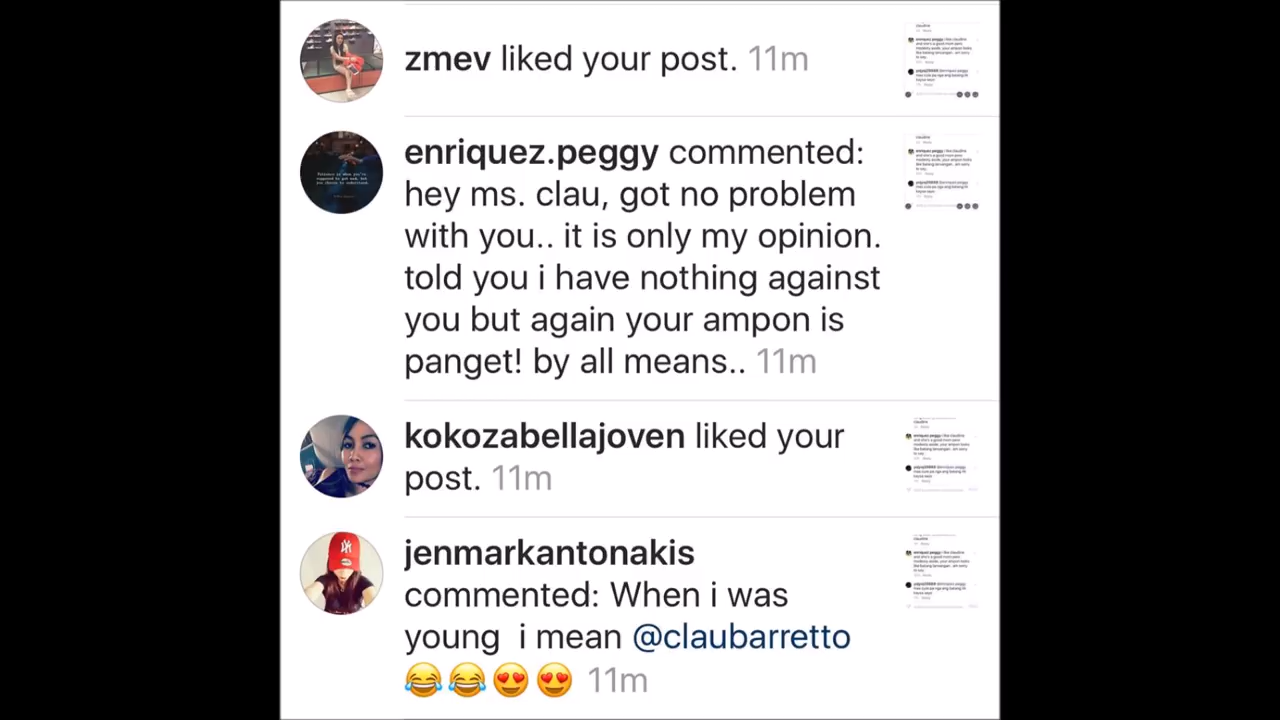 zmev liked your post. 11m
enriquez.peggy commented:
hey ms. clau, got no problem
with you.. it is only my opinion.
told you i have nothing against
you but again your ampon is
panget! by all means.. 11m
kokozabellajoven liked your
post. 11m
jenmarkantonakis
commented: When i was
young i mean @claubarretto
😂😂😍😍 11m